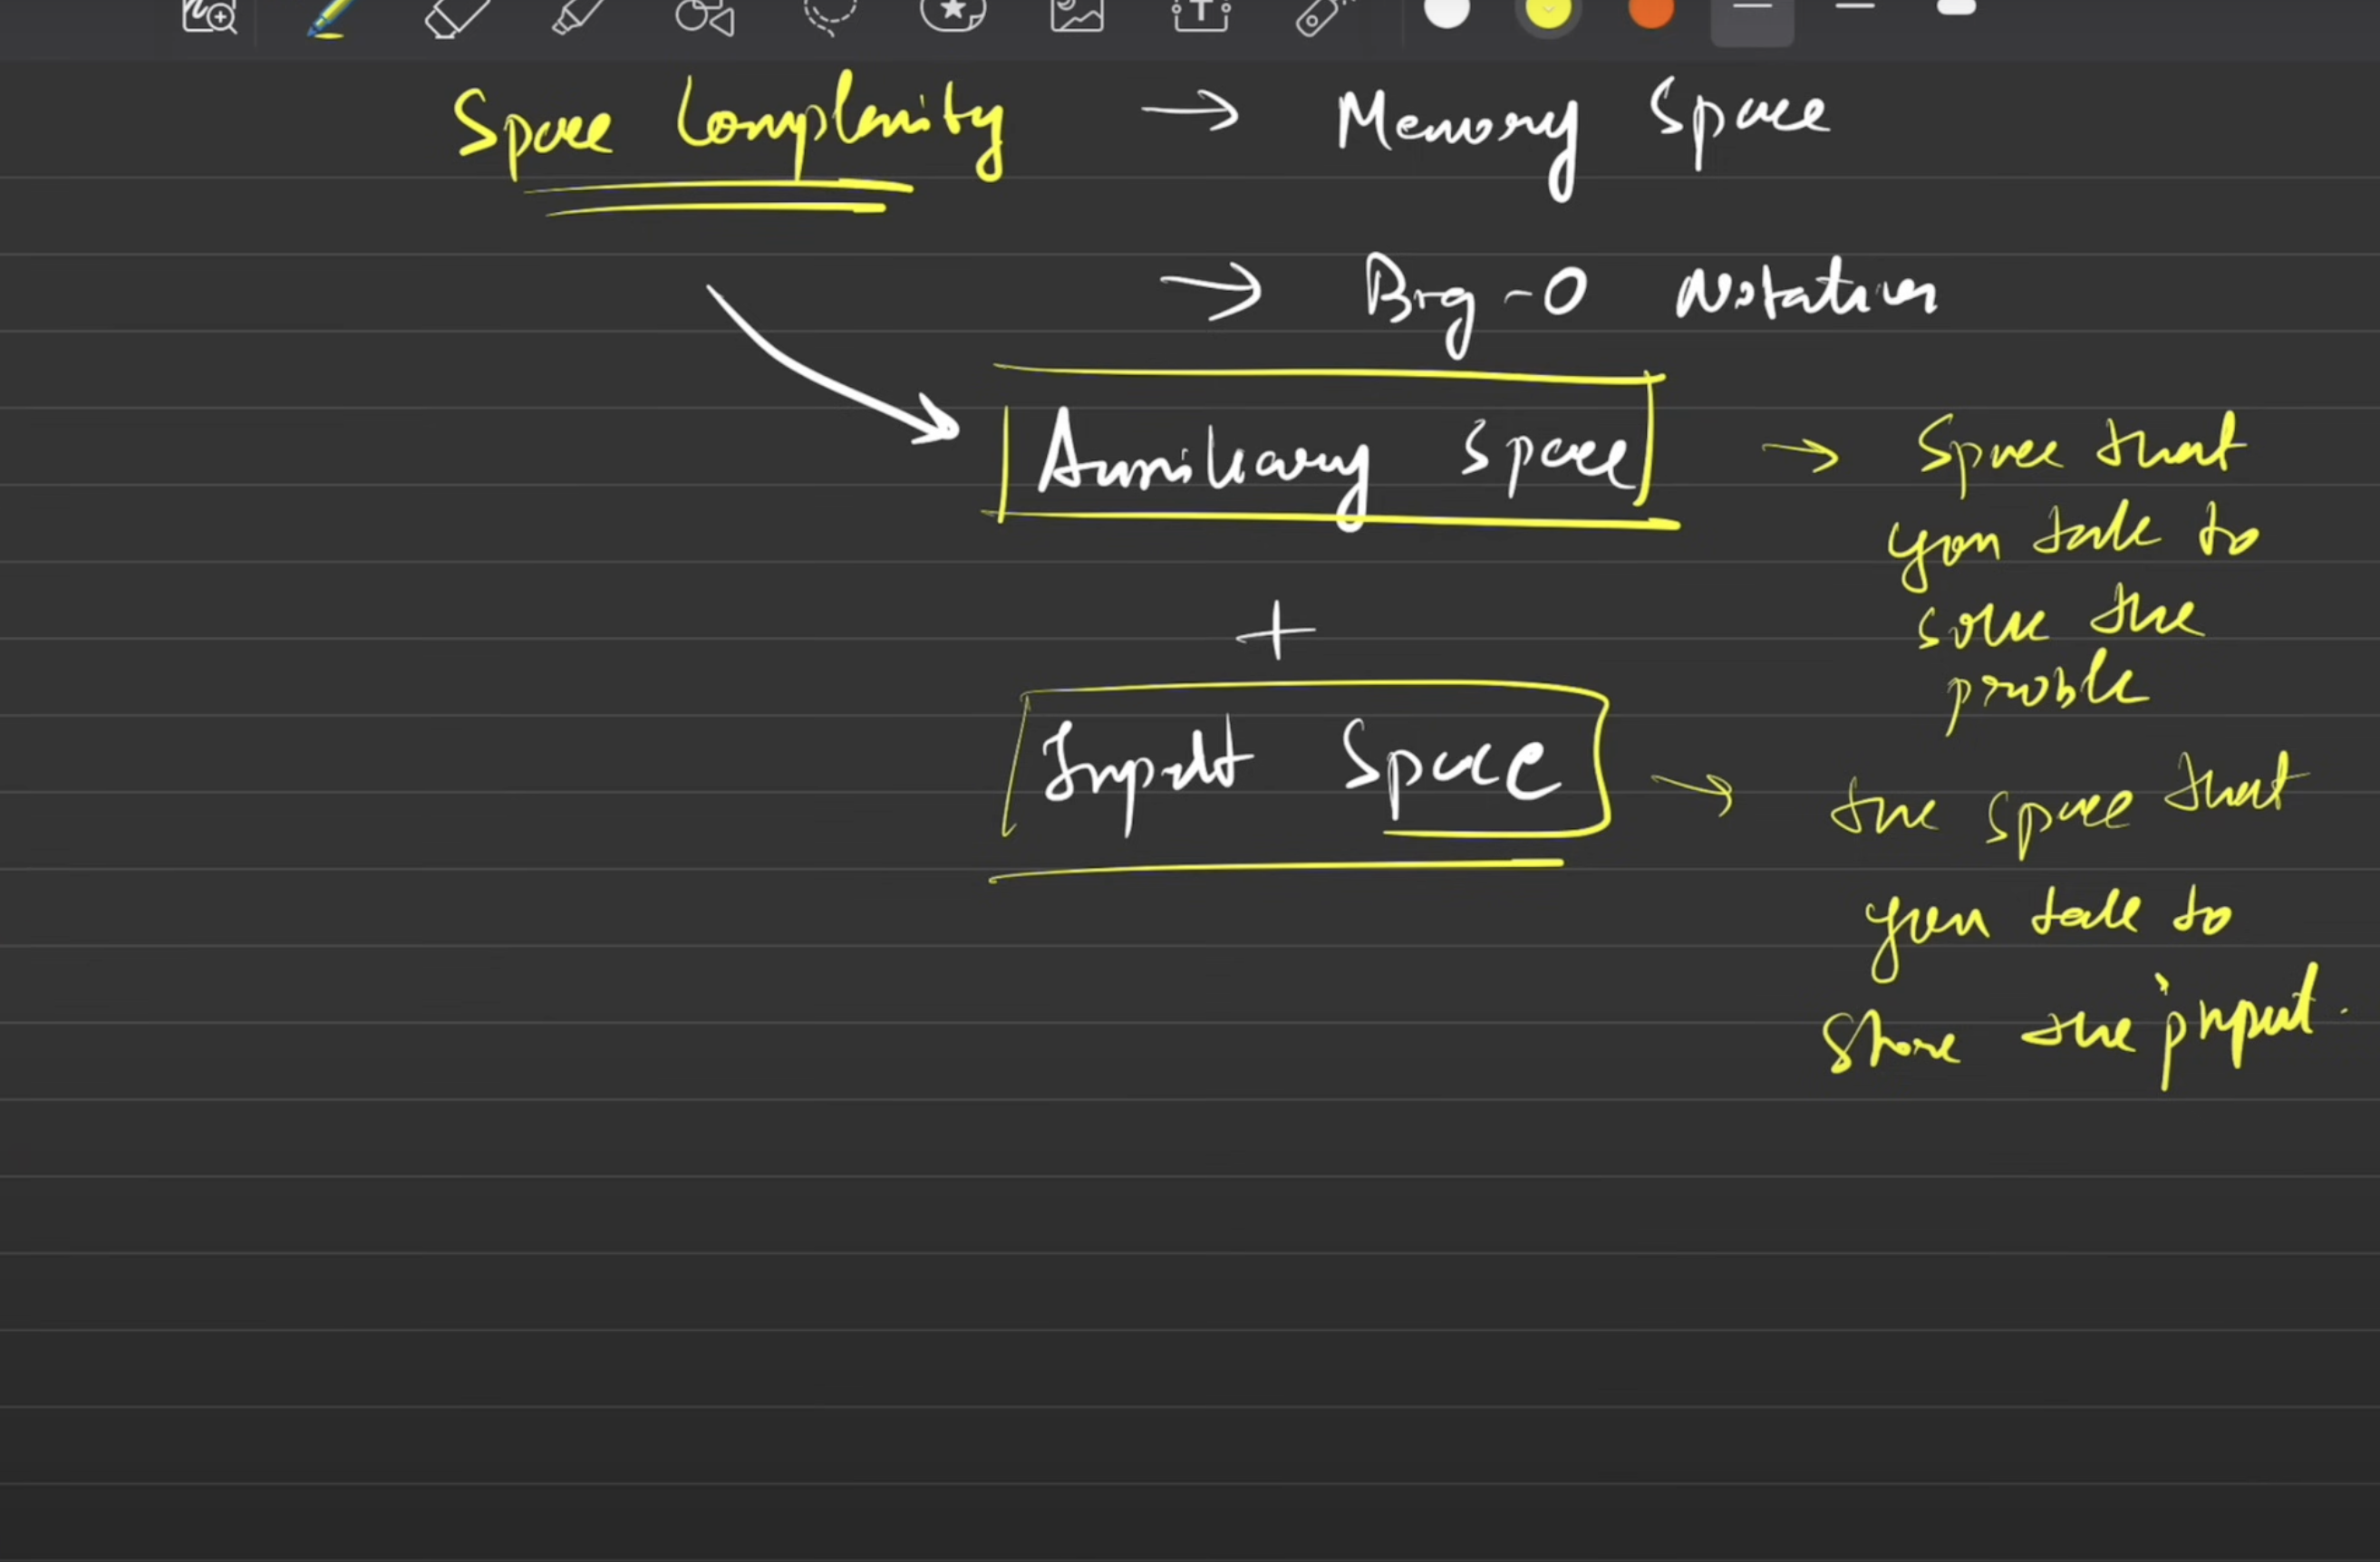 Space Complexity → Memory Space
→ Big-O Notation
Auxiliary Space → Space that
you take to
solve the
proble
+
Input Space → the space that
you take to
store the input.